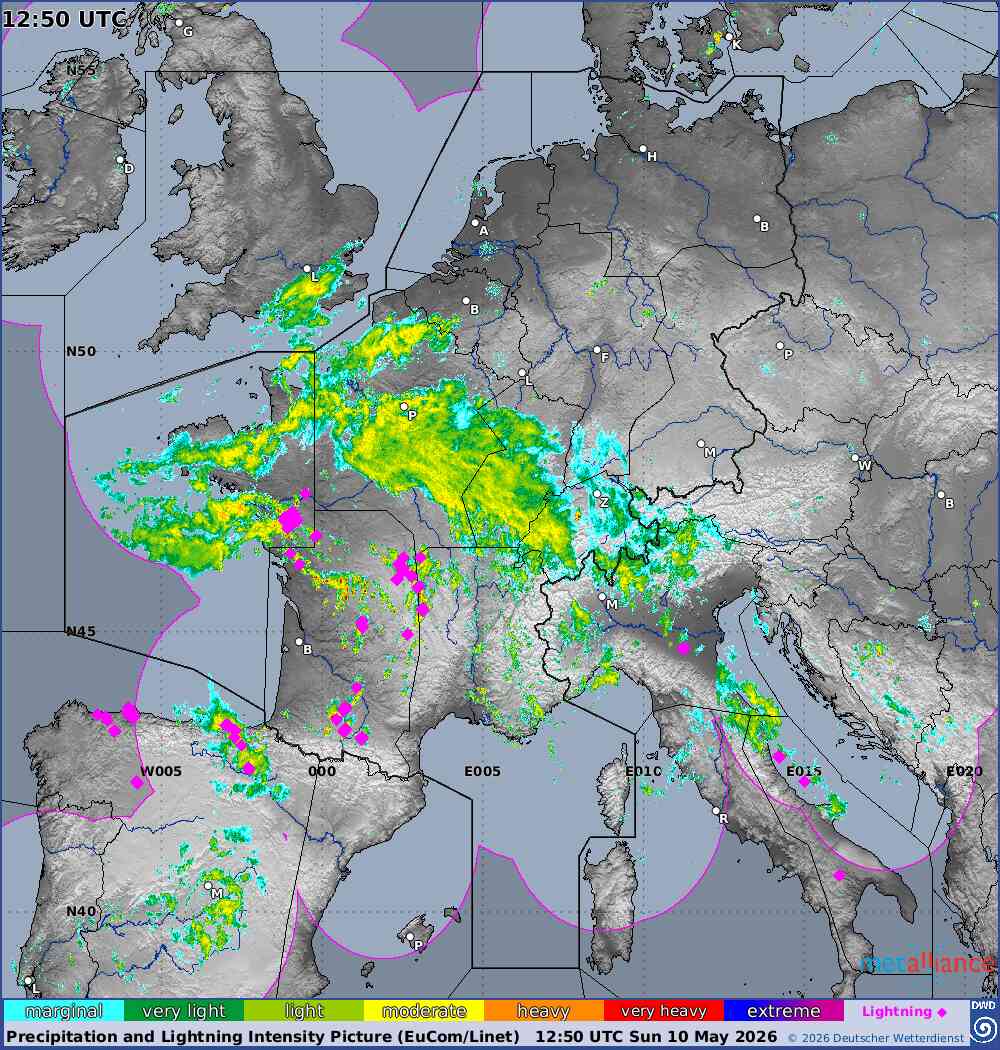 12:50 UTC
G
K
N55
H
D
B
A
L
B
N50
P
F
L
P
M
W
Z
B
M
N45
B
W005
000
E005
E010
E015
E020
R
M
N40
P
L
metalliance
marginal very light light moderate heavy very heavy extreme Lightning DWD
Precipitation and Lightning Intensity Picture (EuCom/Linet) 12:50 UTC Sun 10 May 2026 © 2026 Deutscher Wetterdienst